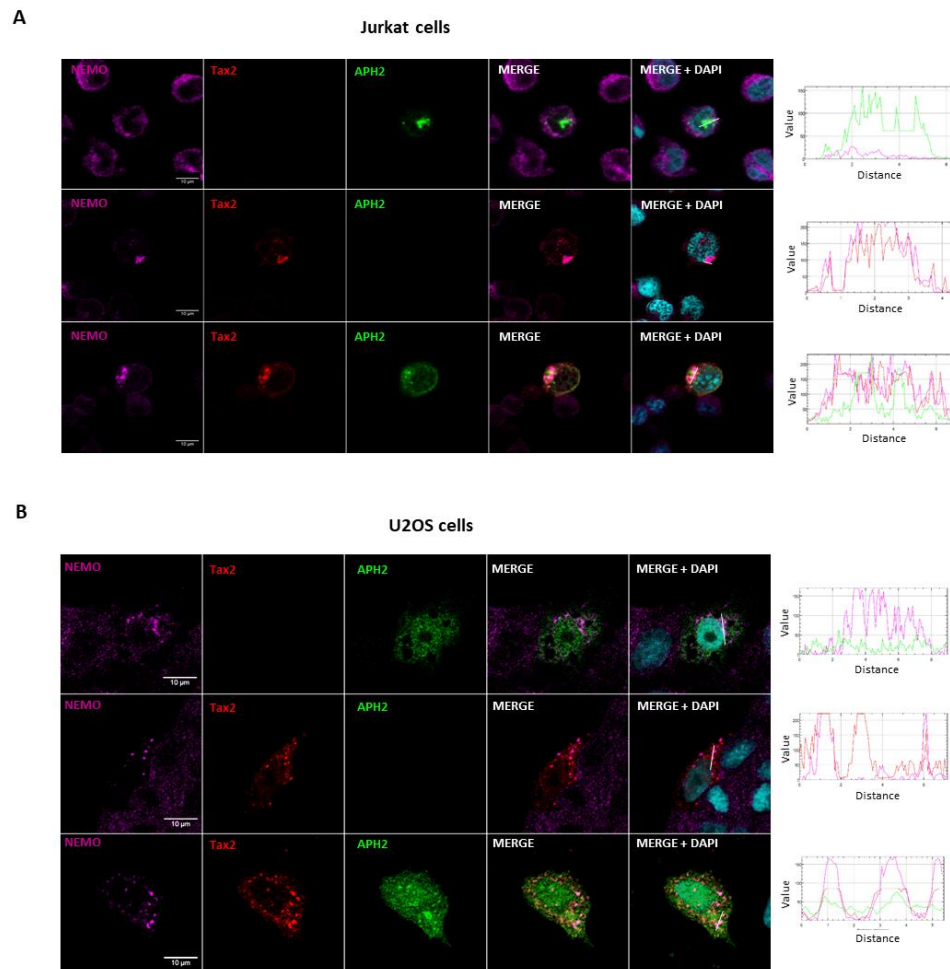 A
Jurkat cells
NEMO Tax2 APH2 MERGE MERGE + DAPI
10 µm
Value
Distance
NEMO Tax2 APH2 MERGE MERGE + DAPI
10 µm
Value
Distance
NEMO Tax2 APH2 MERGE MERGE + DAPI
10 µm
Value
Distance
B
U2OS cells
NEMO Tax2 APH2 MERGE MERGE + DAPI
10 µm
Value
Distance
NEMO Tax2 APH2 MERGE MERGE + DAPI
10 µm
Value
Distance
NEMO Tax2 APH2 MERGE MERGE + DAPI
10 µm
Value
Distance